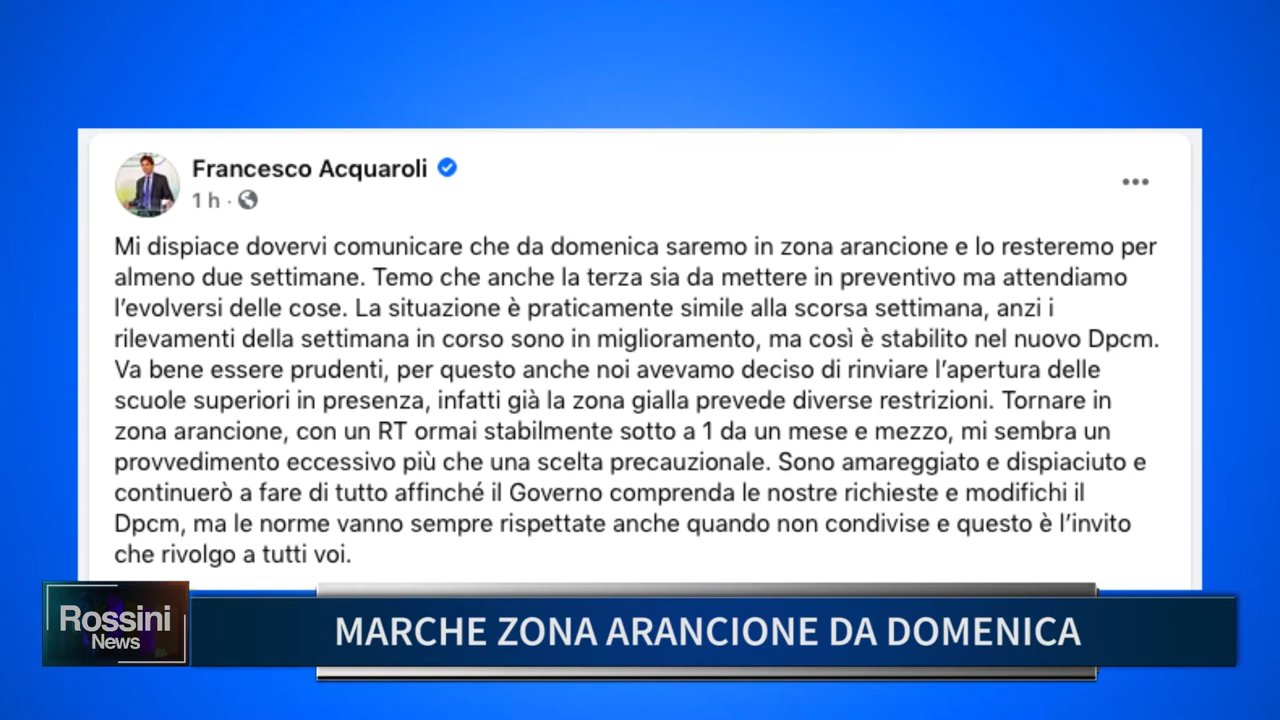 Francesco Acquaroli
1 h ·
Mi dispiace dovervi comunicare che da domenica saremo in zona arancione e lo resteremo per
almeno due settimane. Temo che anche la terza sia da mettere in preventivo ma attendiamo
l’evolversi delle cose. La situazione è praticamente simile alla scorsa settimana, anzi i
rilevamenti della settimana in corso sono in miglioramento, ma così è stabilito nel nuovo Dpcm.
Va bene essere prudenti, per questo anche noi avevamo deciso di rinviare l’apertura delle
scuole superiori in presenza, infatti già la zona gialla prevede diverse restrizioni. Tornare in
zona arancione, con un RT ormai stabilmente sotto a 1 da un mese e mezzo, mi sembra un
provvedimento eccessivo più che una scelta precauzionale. Sono amareggiato e dispiaciuto e
continuerò a fare di tutto affinché il Governo comprenda le nostre richieste e modifichi il
Dpcm, ma le norme vanno sempre rispettate anche quando non condivise e questo è l’invito
che rivolgo a tutti voi.
Rossini
News
MARCHE ZONA ARANCIONE DA DOMENICA